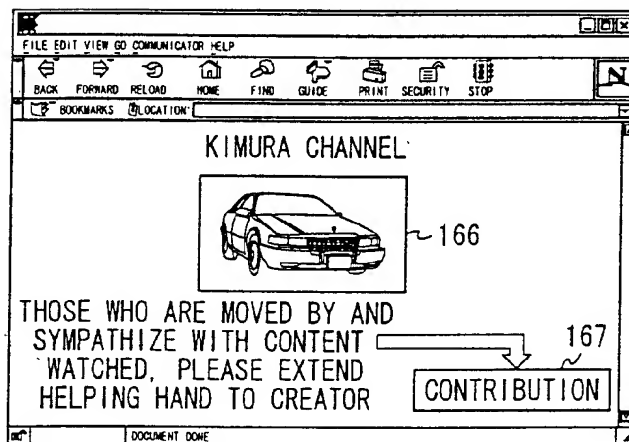 FILE EDIT VIEW GO COMMUNICATOR HELP
BACK FORWARD RELOAD HOME FIND GUIDE PRINT SECURITY STOP
N
BOOKMARKS LOCATION:
KIMURA CHANNEL
166
THOSE WHO ARE MOVED BY AND
SYMPATHIZE WITH CONTENT
WATCHED, PLEASE EXTEND
HELPING HAND TO CREATOR
167
CONTRIBUTION
DOCUMENT DONE